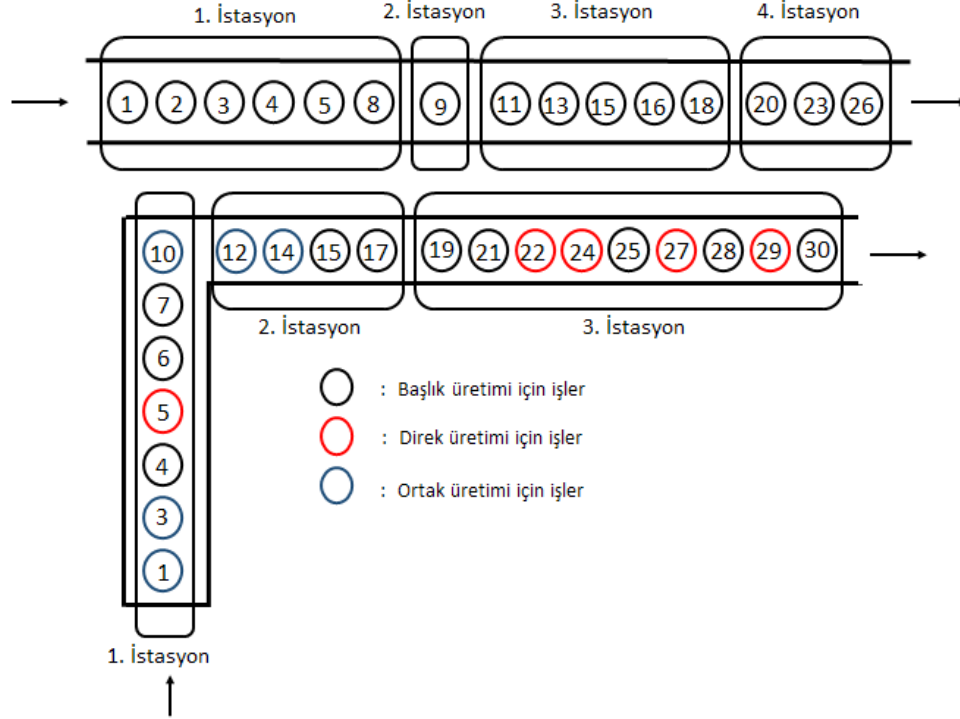 1. İstasyon 2. İstasyon 3. İstasyon 4. İstasyon
1 2 3 4 5 8 9 11 13 15 16 18 20 23 26
10 12 14 15 17 19 21 22 24 25 27 28 29 30
7
2. İstasyon 3. İstasyon
6
: Başlık üretimi için işler
5
: Direk üretimi için işler
4
: Ortak üretimi için işler
3
1
1. İstasyon